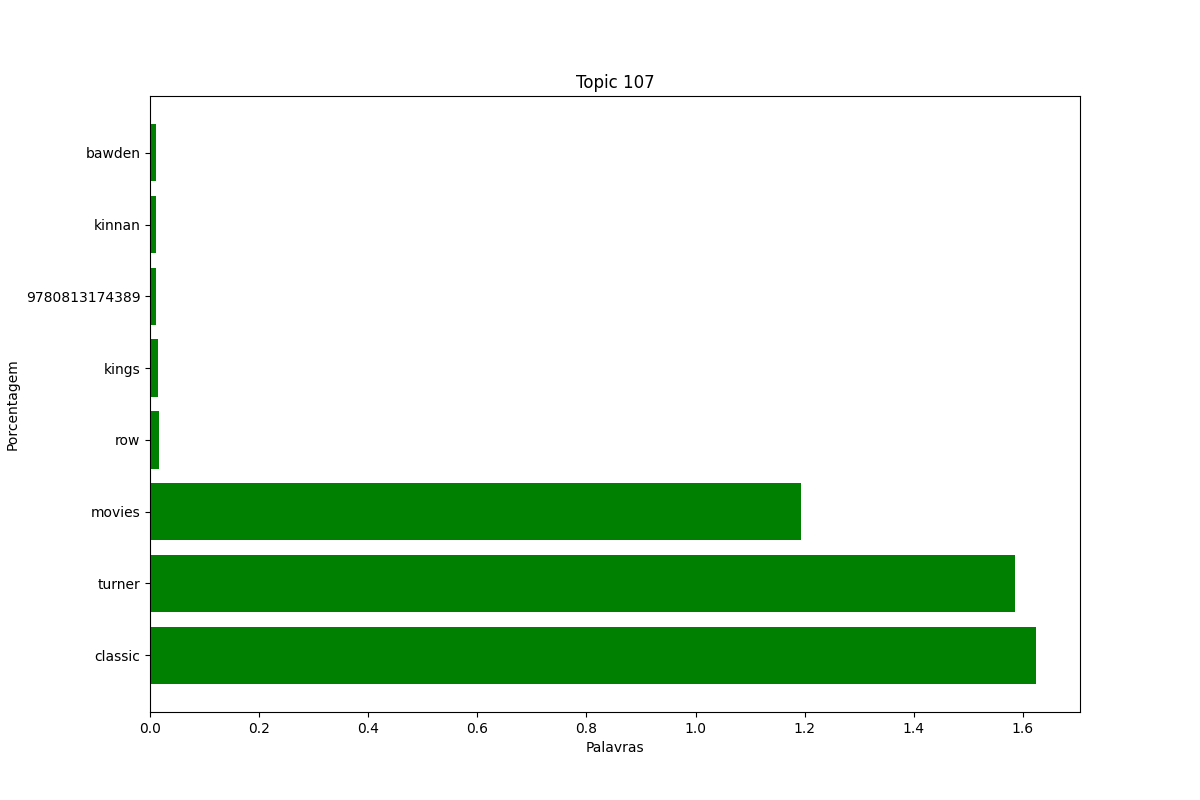 Topic 107
bawden
kinnan
9780813174389
kings
row
movies
turner
classic
Porcentagem
0.0 0.2 0.4 0.6 0.8 1.0 1.2 1.4 1.6
Palavras